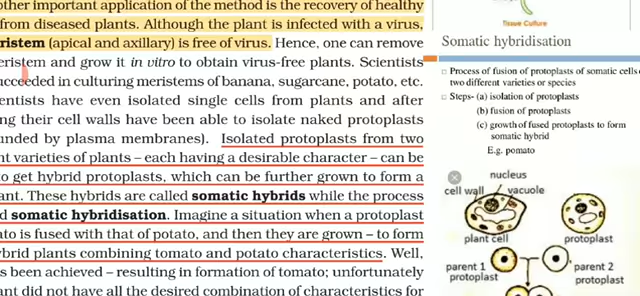 other important application of the method is the recovery of healthy
from diseased plants. Although the plant is infected with a virus,
ristem (apical and axillary) is free of virus. Hence, one can remove
eristem and grow it in vitro to obtain virus-free plants. Scientists
ucceeded in culturing meristems of banana, sugarcane, potato, etc.
entists have even isolated single cells from plants and after
ing their cell walls have been able to isolate naked protoplasts
unded by plasma membranes). Isolated protoplasts from two
nt varieties of plants – each having a desirable character – can be
to get hybrid protoplasts, which can be further grown to form a
ant. These hybrids are called somatic hybrids while the process
d somatic hybridisation. Imagine a situation when a protoplast
ato is fused with that of potato, and then they are grown – to form
ybrid plants combining tomato and potato characteristics. Well,
s been achieved – resulting in formation of tomato; unfortunately
ant did not have all the desired combination of characteristics for
Tissue Culture
Somatic hybridisation
Process of fusion of protoplasts of somatic cells
two different varieties or species
Steps- (a) isolation of protoplasts
(b) fusion of protoplasts
(c) growth of fused protoplasts to form
somatic hybrid
E.g. pomato
nucleus
cell wall
vacuole
plant cell
protoplast
parent 1
protoplast
parent 2
protoplast